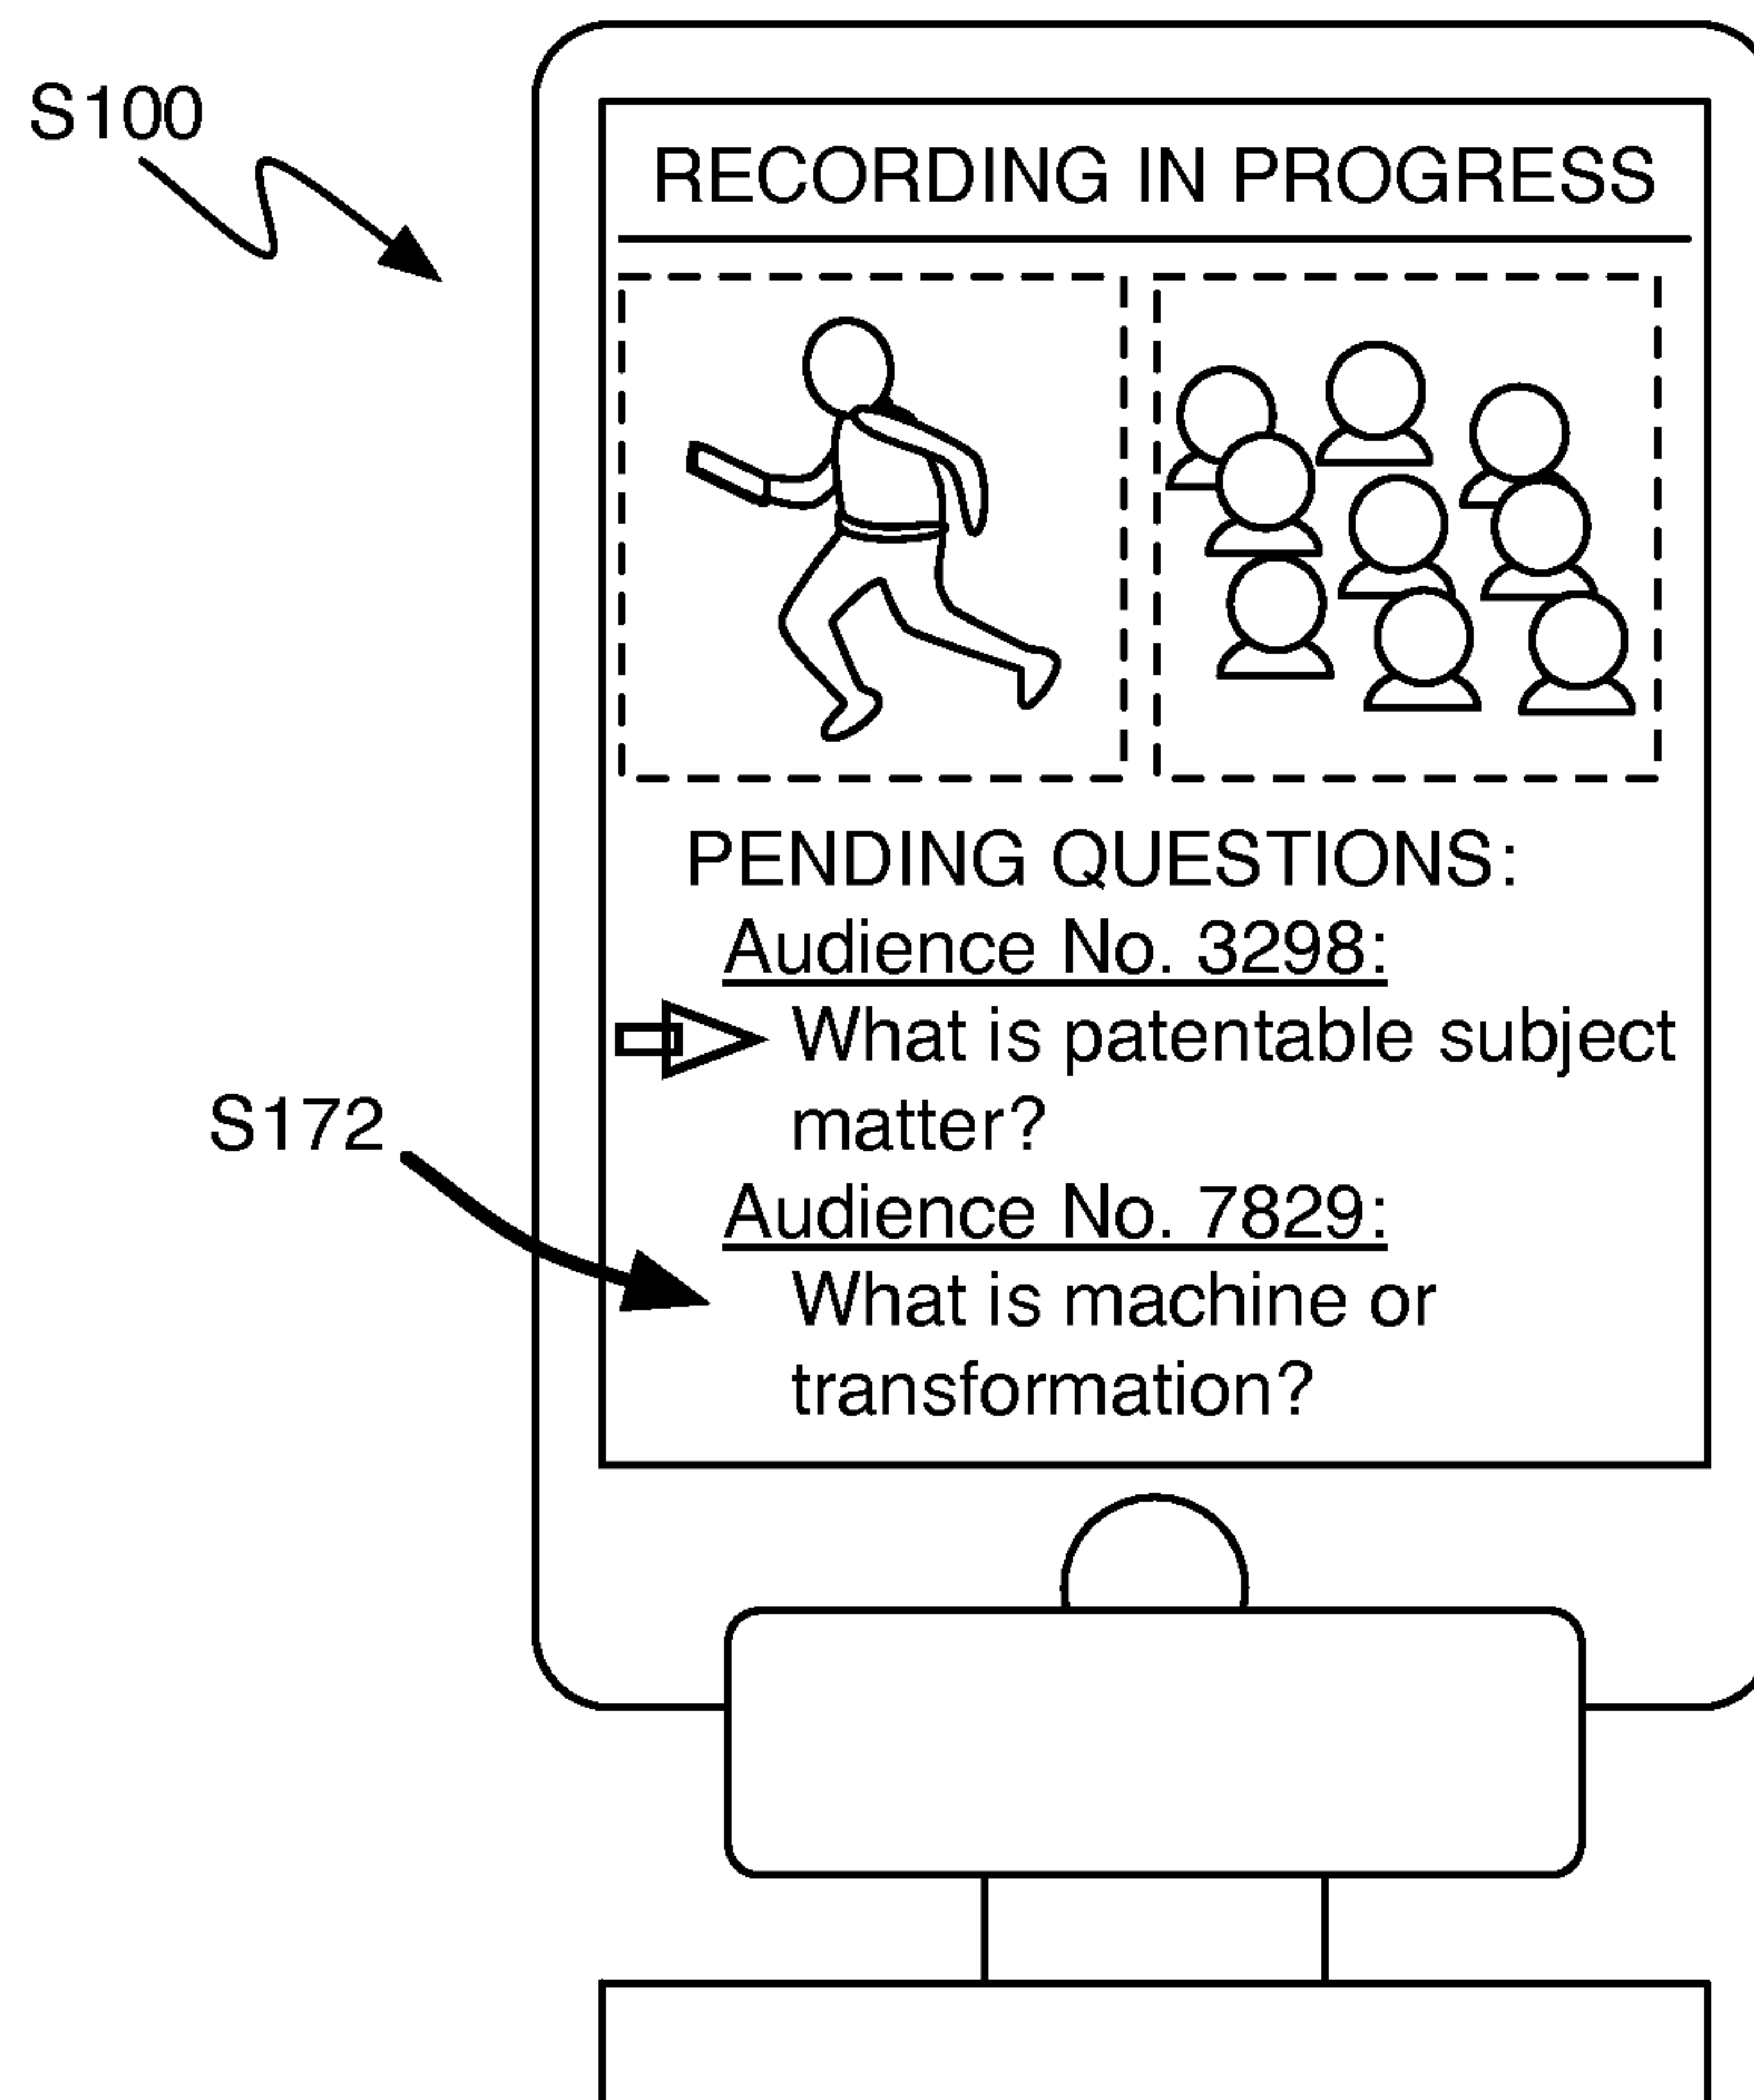 S100
RECORDING IN PROGRESS
PENDING QUESTIONS:
Audience No. 3298:
What is patentable subject
matter?
S172
Audience No. 7829:
What is machine or
transformation?